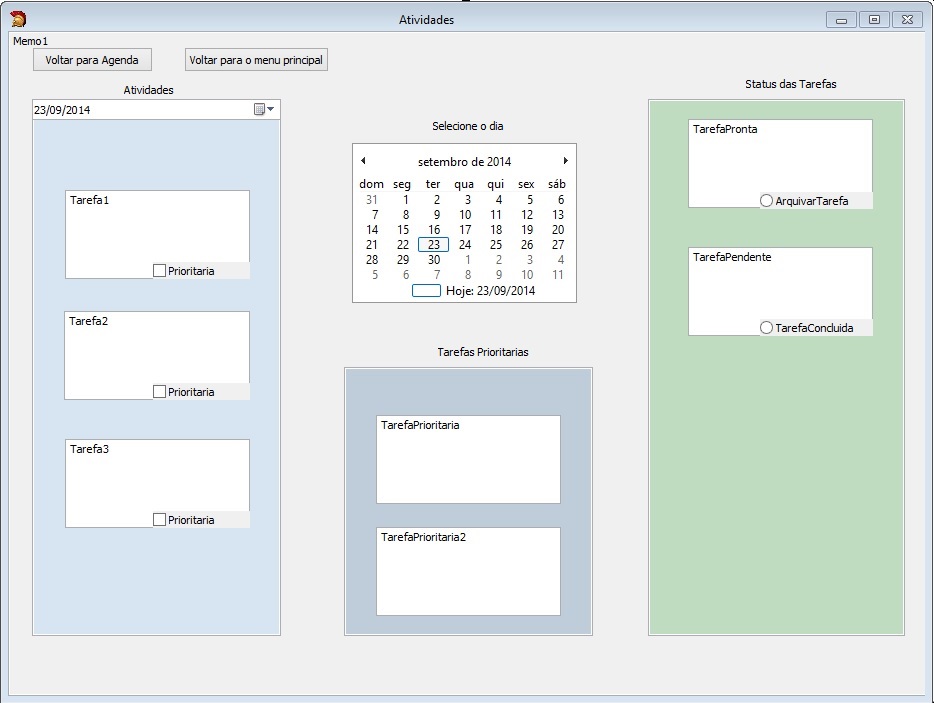 Atividades
Memo1
Voltar para Agenda
Voltar para o menu principal
Atividades
23/09/2014
Tarefa1
Prioritaria
Tarefa2
Prioritaria
Tarefa3
Prioritaria
Selecione o dia
setembro de 2014
dom seg ter qua qui sex sáb
31 1 2 3 4 5 6
7 8 9 10 11 12 13
14 15 16 17 18 19 20
21 22 23 24 25 26 27
28 29 30 1 2 3 4
5 6 7 8 9 10 11
Hoje: 23/09/2014
Tarefas Prioritarias
TarefaPrioritaria
TarefaPrioritaria2
Status das Tarefas
TarefaPronta
ArquivarTarefa
TarefaPendente
TarefaConcluida